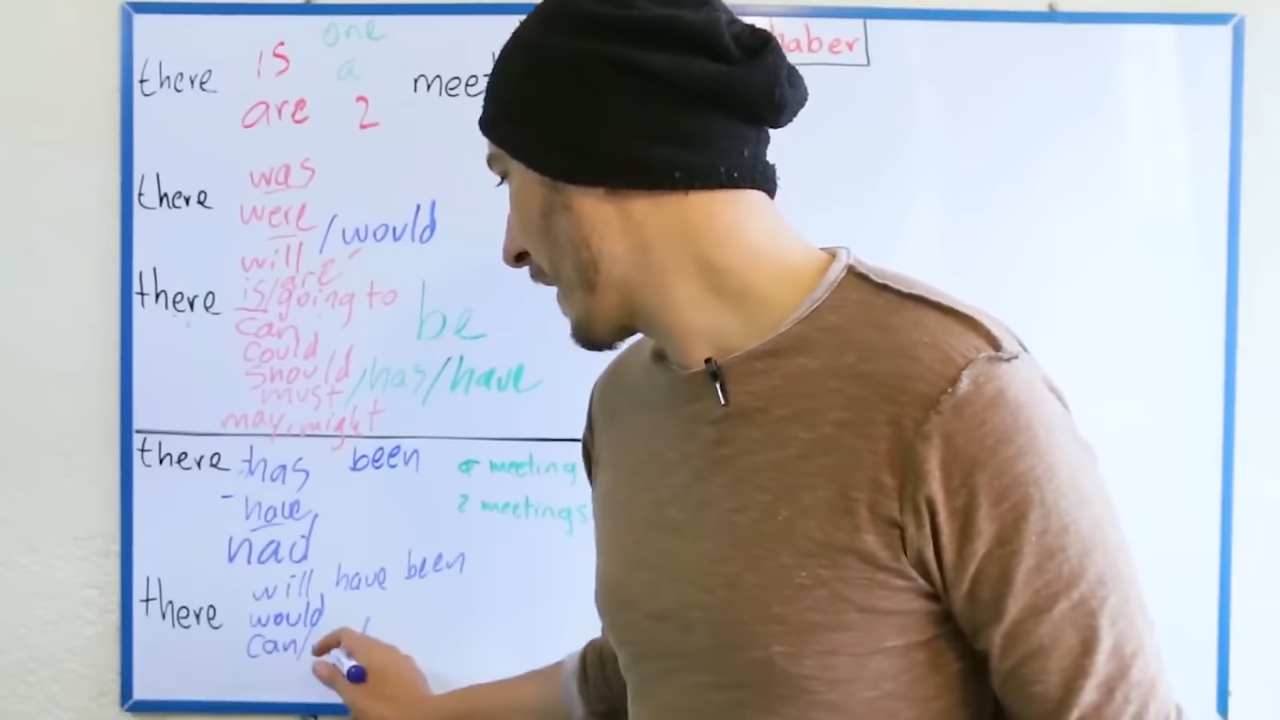 one
there is a haber
are 2
there was
were
will /would
are
there is/going to be
can
could
should /has/have
must
may, might
there has been a meeting
have 2 meetings
had
will have been
there would
can/